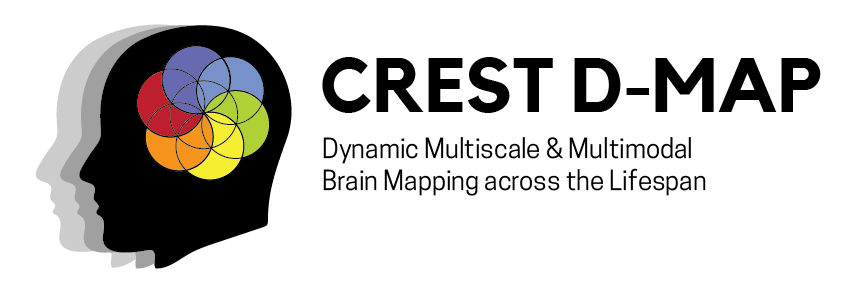 CREST D-MAP
Dynamic Multiscale & Multimodal
Brain Mapping across the Lifespan